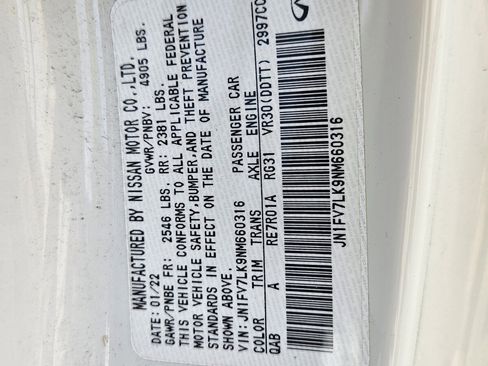 MANUFACTURED BY NISSAN MOTOR CO.,LTD.
DATE: 01/22 GVWR/PNBV: 4905 LBS.
GAWR/PNBE FR: 2546 LBS. RR: 2381 LBS.
THIS VEHICLE CONFORMS TO ALL APPLICABLE FEDERAL
MOTOR VEHICLE SAFETY,BUMPER,AND THEFT PREVENTION
STANDARDS IN EFFECT ON THE DATE OF MANUFACTURE
SHOWN ABOVE.
VIN:JN1FV7LK9NM660316 PASSENGER CAR
COLOR TRIM TRANS AXLE ENGINE
QAB A RE7R01A RG31 VR30(DDTT) 2997CC
JN1FV7LK9NM660316